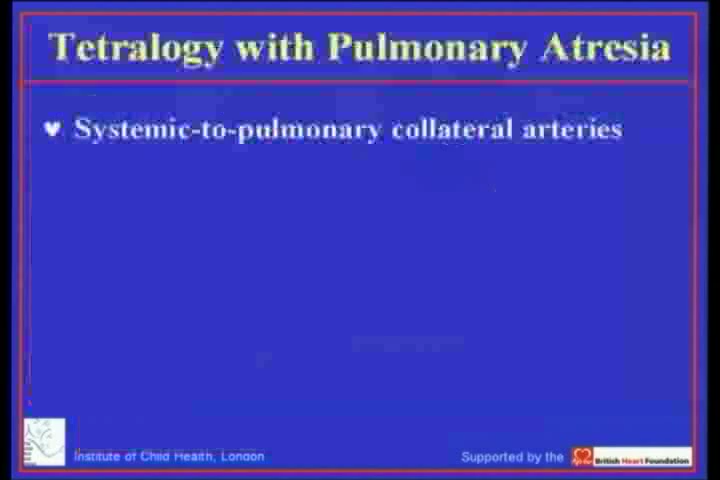 Tetralogy with Pulmonary Atresia
♥ Systemic-to-pulmonary collateral arteries
Institute of Child Health, London
Supported by the British Heart Foundation